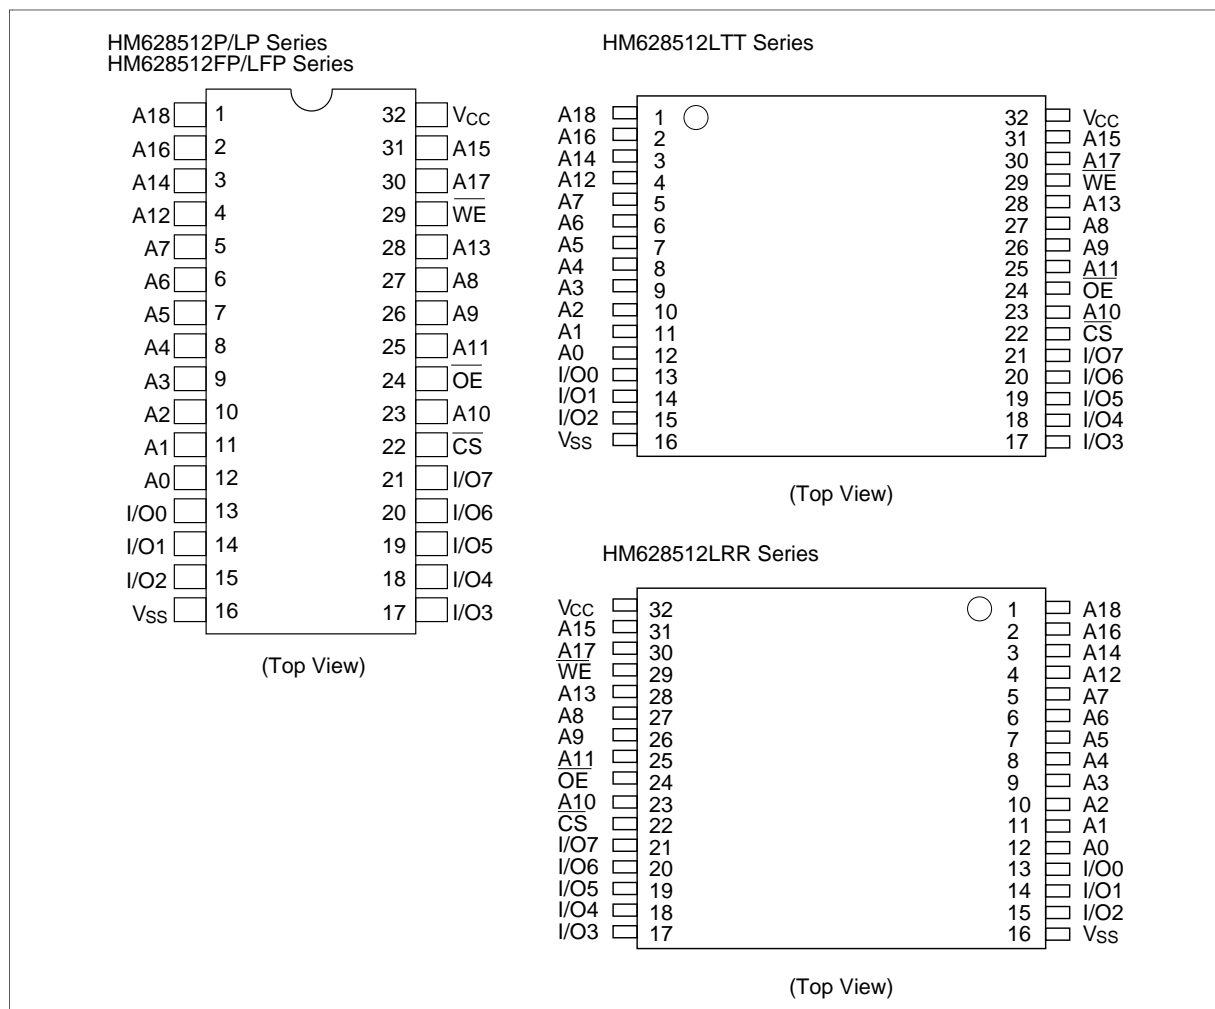 HM628512P/LP Series
HM628512FP/LFP Series
A18 1 32 VCC
A16 2 31 A15
A14 3 30 A17
A12 4 29 W̅E̅
A7 5 28 A13
A6 6 27 A8
A5 7 26 A9
A4 8 25 A11
A3 9 24 O̅E̅
A2 10 23 A10
A1 11 22 C̅S̅
A0 12 21 I/O7
I/O0 13 20 I/O6
I/O1 14 19 I/O5
I/O2 15 18 I/O4
VSS 16 17 I/O3
(Top View)
HM628512LTT Series
A18 1 32 VCC
A16 2 31 A15
A14 3 30 A17
A12 4 29 W̅E̅
A7 5 28 A13
A6 6 27 A8
A5 7 26 A9
A4 8 25 A11
A3 9 24 O̅E̅
A2 10 23 A10
A1 11 22 C̅S̅
A0 12 21 I/O7
I/O0 13 20 I/O6
I/O1 14 19 I/O5
I/O2 15 18 I/O4
VSS 16 17 I/O3
(Top View)
HM628512LRR Series
VCC 32 1 A18
A15 31 2 A16
A17 30 3 A14
W̅E̅ 29 4 A12
A13 28 5 A7
A8 27 6 A6
A9 26 7 A5
A11 25 8 A4
O̅E̅ 24 9 A3
A10 23 10 A2
C̅S̅ 22 11 A1
I/O7 21 12 A0
I/O6 20 13 I/O0
I/O5 19 14 I/O1
I/O4 18 15 I/O2
I/O3 17 16 VSS
(Top View)